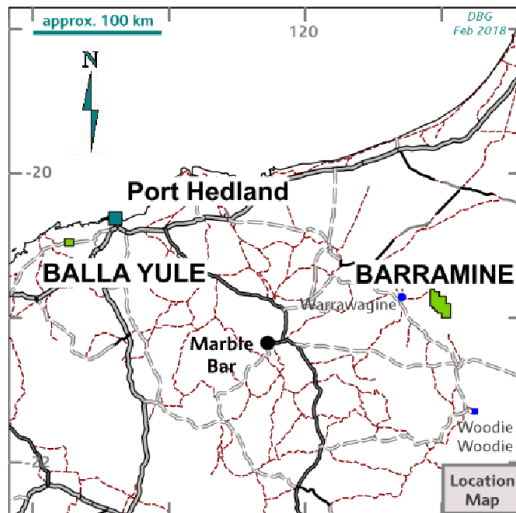 approx. 100 km
120
DBG
Feb 2018
N
-20
Port Hedland
BALLA YULE
BARRAMINE
Warrawagine
Marble
Bar
Woodie
Woodie
-22
Location
Map